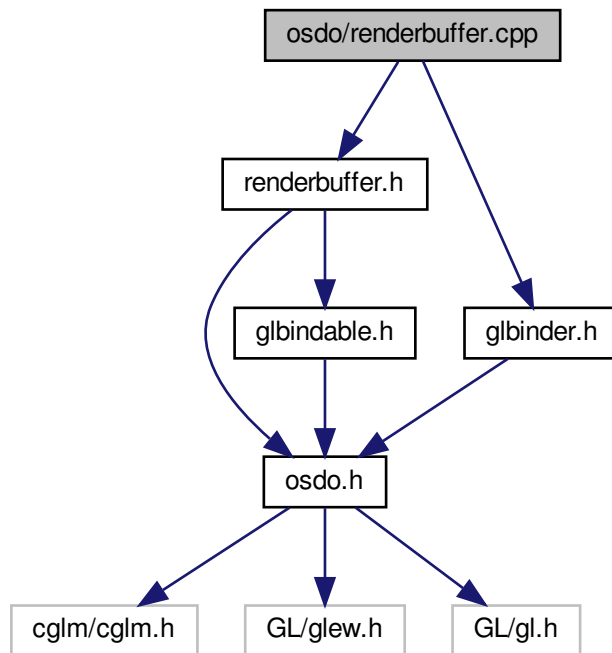 osdo/renderbuffer.cpp
renderbuffer.h
glbindable.h
glbinder.h
osdo.h
cglm/cglm.h
GL/glew.h
GL/gl.h